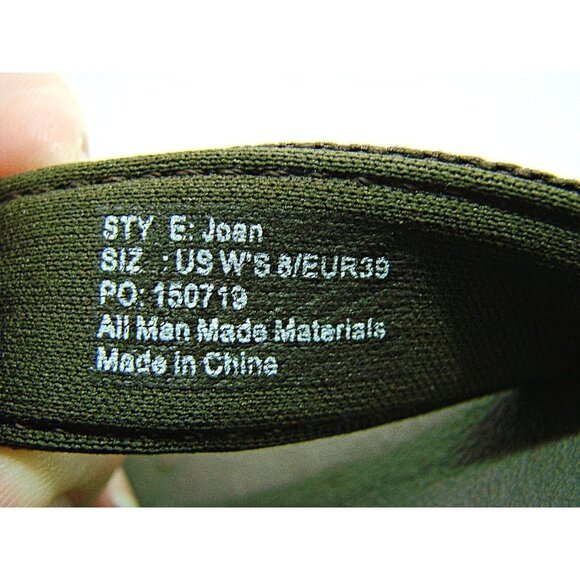 STY E: Joan
SIZ : US W'S 8/EUR39
PO: 150719
All Man Made Materials
Made in China